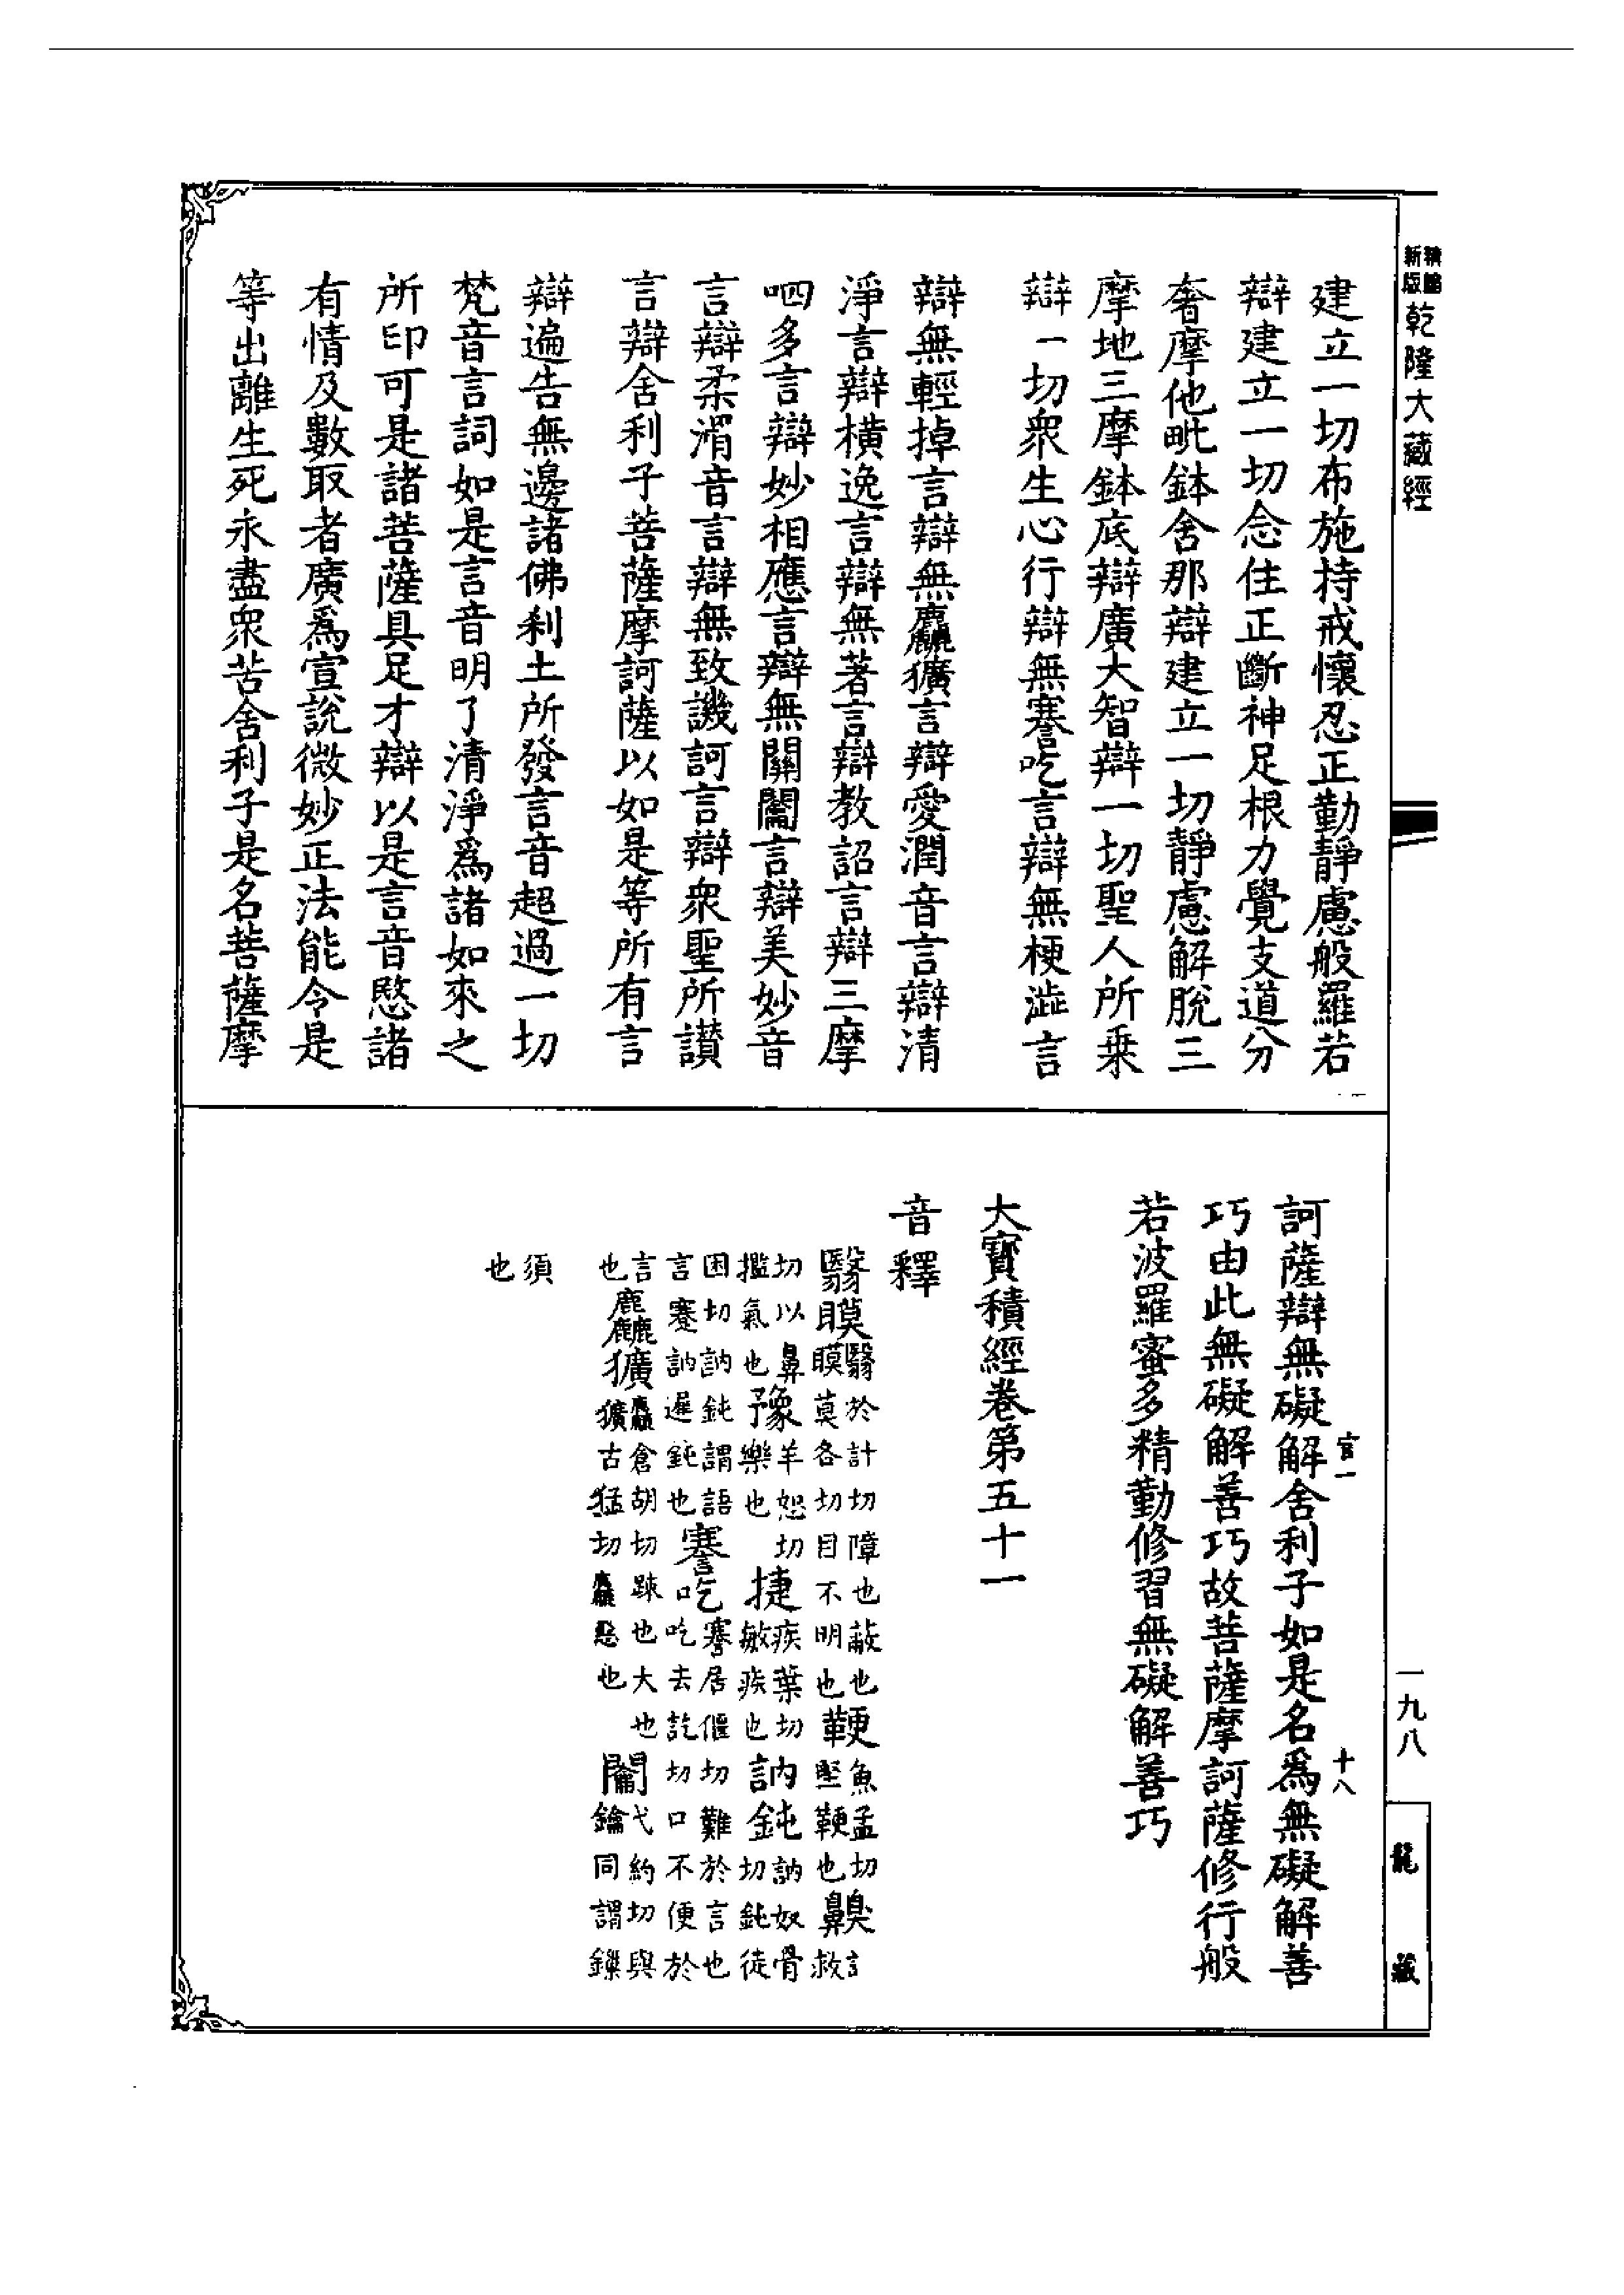 精編新版
乾隆大藏經
建立一切布施持戒懷忍正勤靜慮般羅若
辯建立一切念住正斷神足根力覺支道分
奢摩他毗鉢舍那辯建立一切靜慮解脫三
摩地三摩鉢底辯廣大智辯一切聖人所乗
辯一切衆生心行辯無謇吃言辯無梗澁言
辯無輕掉言辯無麤獷言辯愛潤音言辯清
淨言辯橫逸言辯無著言辯教詔言辯三摩
呬多言辯妙相應言辯無關闔言辯美妙音
言辯柔滑音言辯無致譏訶言辯衆聖所讃
言辯舍利子菩薩摩訶薩以如是等所有言
辯遍告無邊諸佛利土所發言音超過一切
梵音言詞如是言音明了清淨爲諸如來之
所印可是諸菩薩具足才辯以是言音愍諸
有情及數取者廣爲宣說微妙正法能令是
等出離生死永盡衆苦舍利子是名菩薩摩
訶薩辯無礙解舍利子如是名爲無礙解善
巧由此無礙解善巧故菩薩摩訶薩修行般
若波羅蜜多精勤修習無礙解善巧
大寳積經卷第五十一
音釋
翳瞙翳於計切障也蔽也瞙莫各切目不明也鞕魚孟切堅鞕也齅許救
切以鼻擥氣也豫羊恕切樂也捷疾葉切敏疾也訥鈍訥奴骨切鈍徒
困切訥鈍謂語言蹇訥遲鈍也謇吃謇居偃切難於言也吃去訖切口不便於
言也麤獷麤倉胡切踈也大也獷古猛切麤惡也闟弋約切與鑰同謂鏁
須也
一九八
龍藏